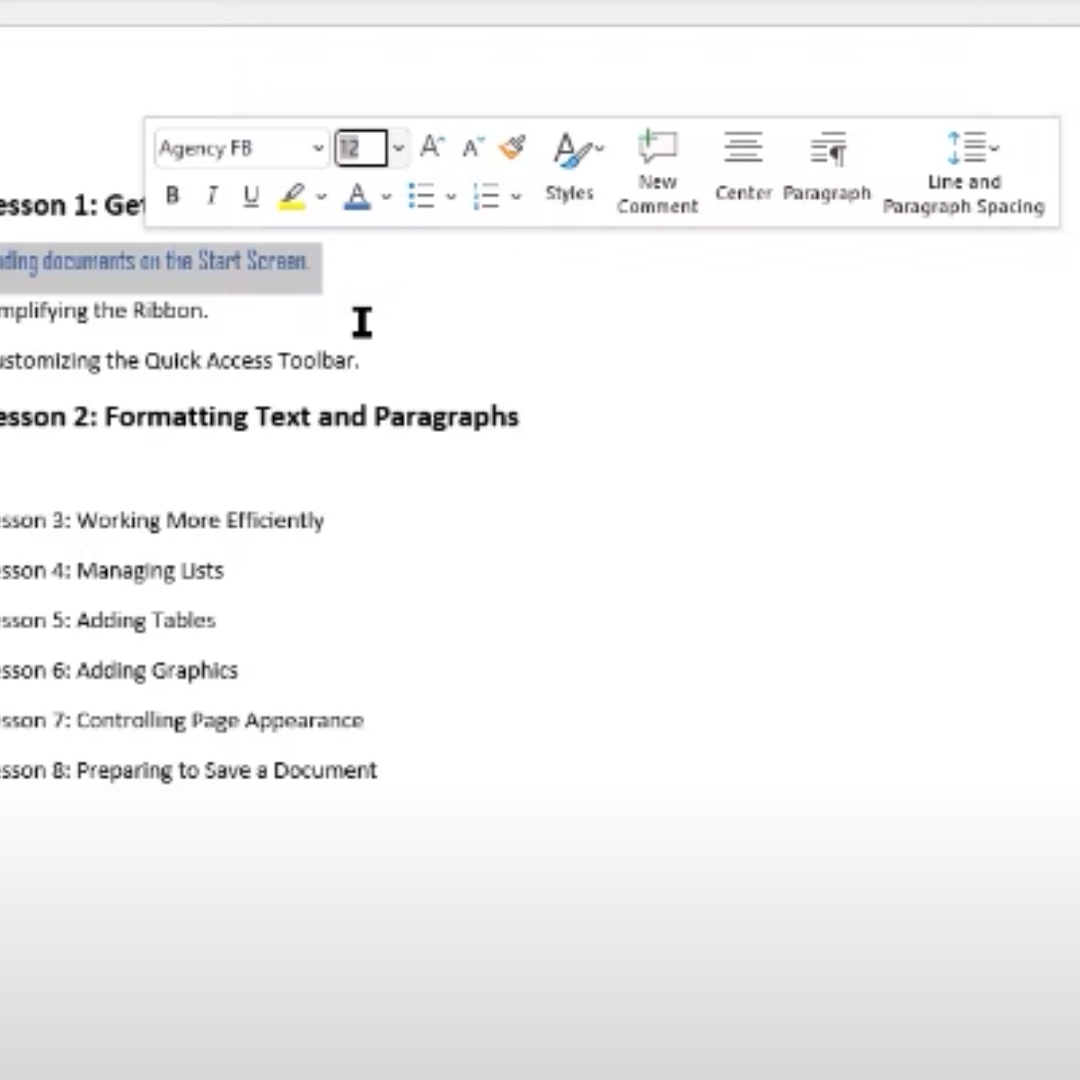 Agency FB 12
B I U A Styles New Comment Center Paragraph Line and Paragraph Spacing
esson 1: Get
ding documents on the Start Screen.
mplifying the Ribbon.
ustomizing the Quick Access Toolbar.
esson 2: Formatting Text and Paragraphs
esson 3: Working More Efficiently
esson 4: Managing Lists
esson 5: Adding Tables
esson 6: Adding Graphics
esson 7: Controlling Page Appearance
esson 8: Preparing to Save a Document